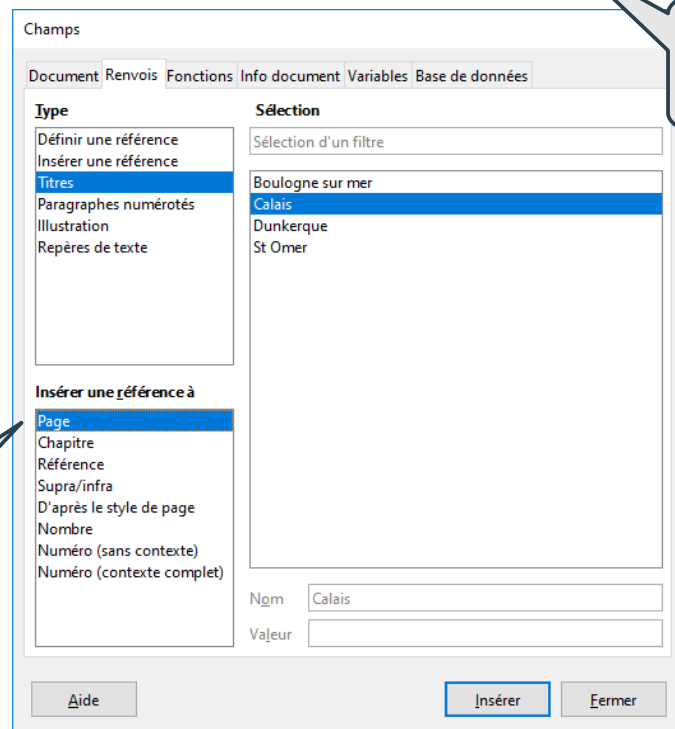 Champs
Document Renvois Fonctions Info document Variables Base de données
Type
Définir une référence
Insérer une référence
Titres
Paragraphes numérotés
Illustration
Repères de texte
Insérer une référence à
Page
Chapitre
Référence
Supra/infra
D'après le style de page
Nombre
Numéro (sans contexte)
Numéro (contexte complet)
Sélection
Sélection d'un filtre
Boulogne sur mer
Calais
Dunkerque
St Omer
Nom Calais
Valeur
Aide Insérer Fermer